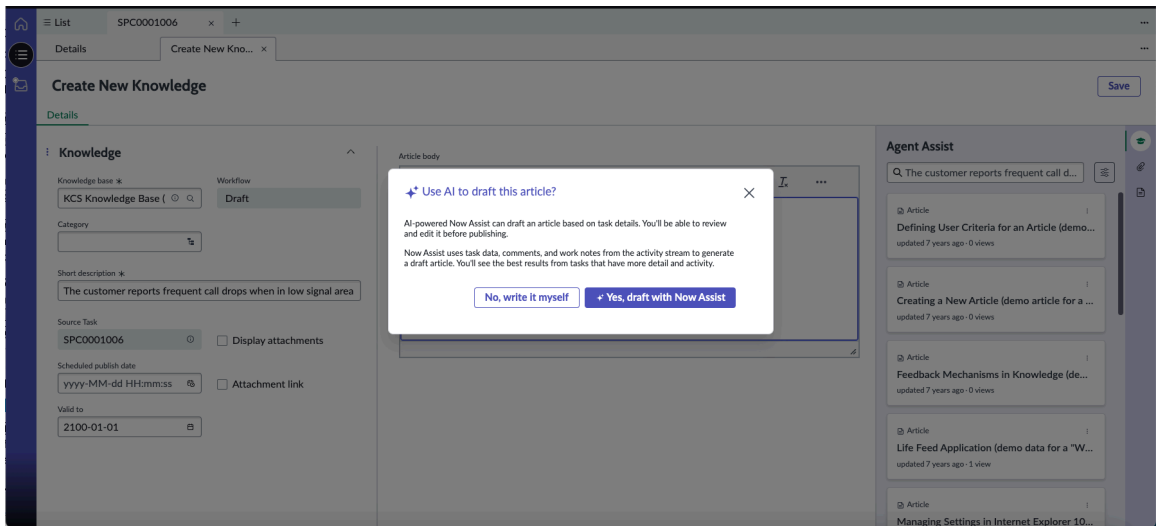 List
SPC0001006
Details
Create New Kno...
Create New Knowledge
Save
Details
Knowledge
Knowledge base
KCS Knowledge Base (
Workflow
Draft
Category
Short description
The customer reports frequent call drops when in low signal area
Source Task
SPC0001006
Display attachments
Scheduled publish date
yyyy-MM-dd HH:mm:ss
Attachment link
Valid to
2100-01-01
Article body
Use AI to draft this article?
AI-powered Now Assist can draft an article based on task details. You'll be able to review
and edit it before publishing.
Now Assist uses task data, comments, and work notes from the activity stream to generate
a draft article. You'll see the best results from tasks that have more detail and activity.
No, write it myself
Yes, draft with Now Assist
Agent Assist
The customer reports frequent call d...
Article
Defining User Criteria for an Article (demo...
updated 7 years ago · 0 views
Article
Creating a New Article (demo article for a ...
updated 7 years ago · 0 views
Article
Feedback Mechanisms in Knowledge (de...
updated 7 years ago · 0 views
Article
Life Feed Application (demo data for a "W...
updated 7 years ago · 1 view
Article
Managing Settings in Internet Explorer 10...